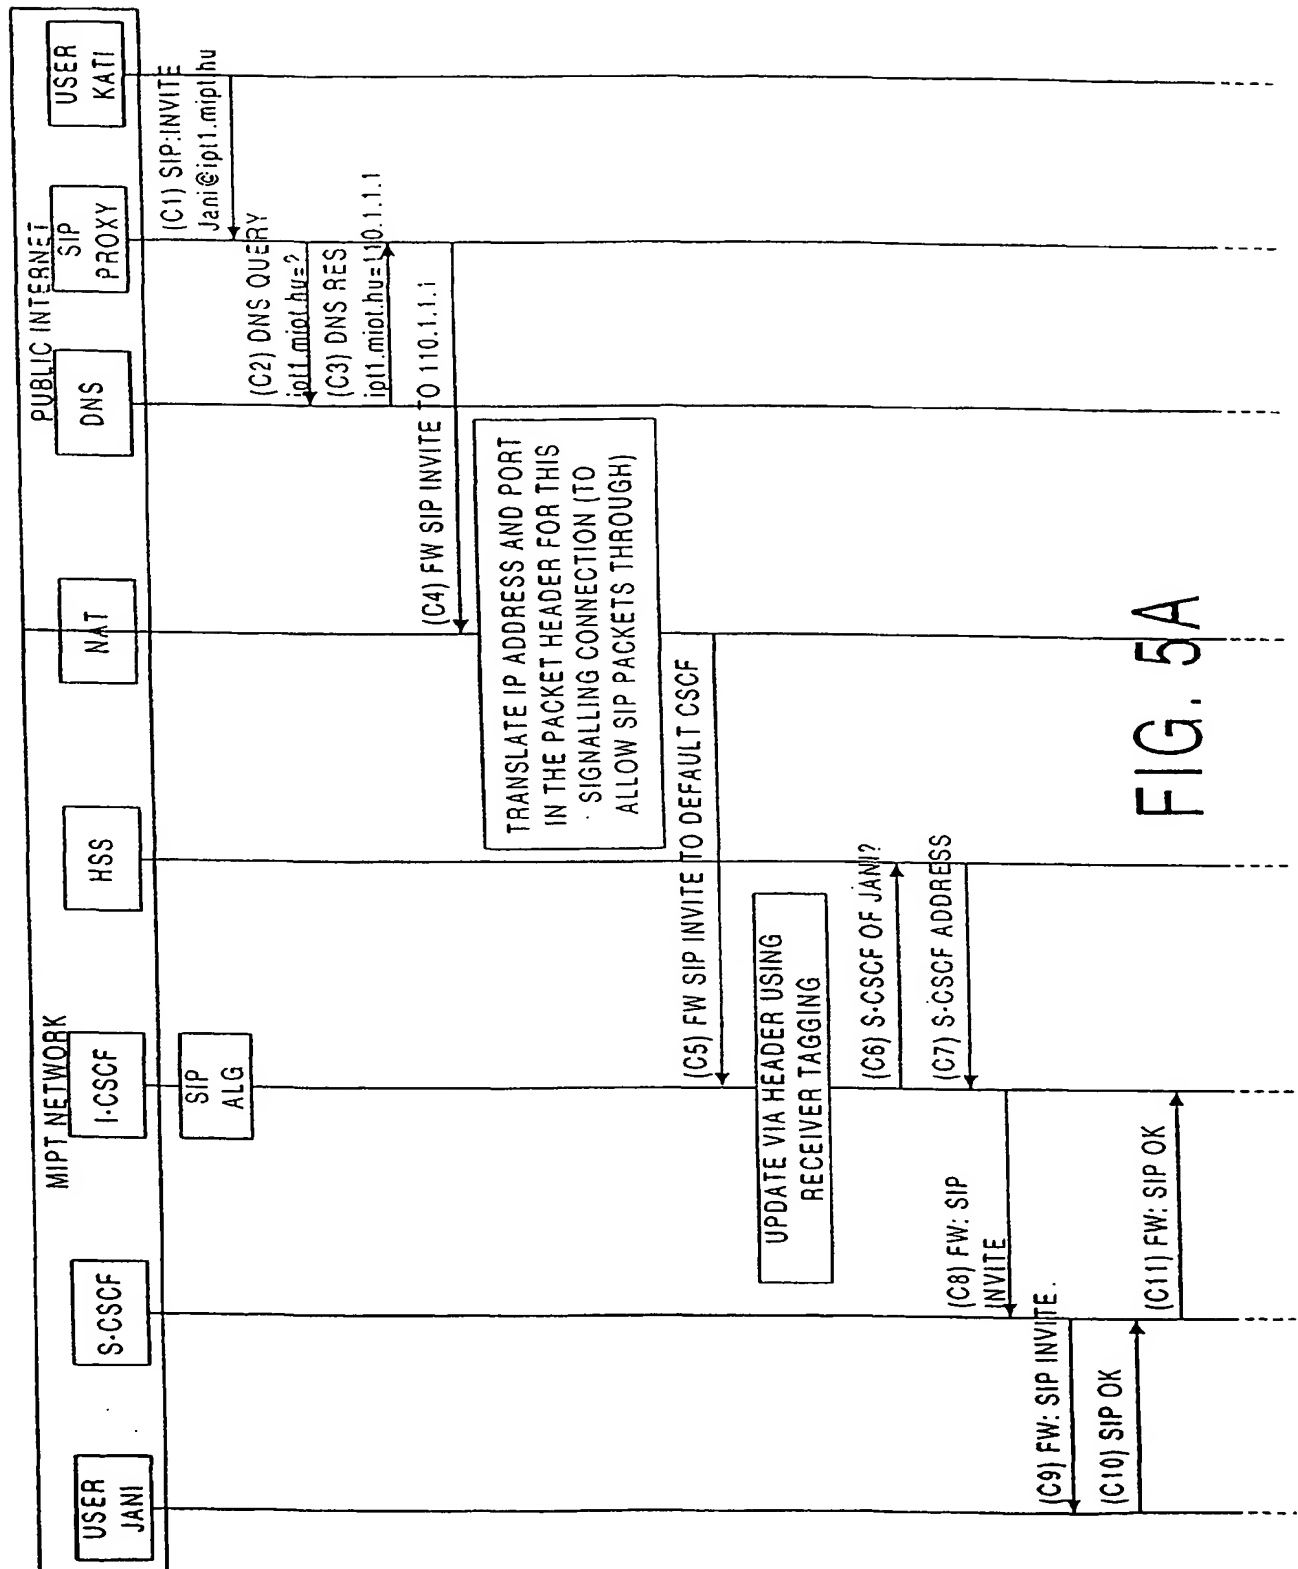 PUBLIC INTERNET
MIPT NETWORK
USER
JANI
S-CSCF
I-CSCF
SIP
ALG
HSS
NAT
DNS
SIP
PROXY
USER
KATI
(C1) SIP:INVITE
Jani@ipt1.mipt.hu
(C2) DNS QUERY
ipt1.mipt.hu=?
(C3) DNS RES
ipt1.mipt.hu=110.1.1.1
(C4) FW SIP INVITE TO 110.1.1.1
TRANSLATE IP ADDRESS AND PORT
IN THE PACKET HEADER FOR THIS
SIGNALLING CONNECTION (TO
ALLOW SIP PACKETS THROUGH)
(C5) FW SIP INVITE TO DEFAULT CSCF
UPDATE VIA HEADER USING
RECEIVER TAGGING
(C6) S-CSCF OF JANI?
(C7) S-CSCF ADDRESS
(C8) FW: SIP
INVITE
(C9) FW: SIP INVITE
(C10) SIP OK
(C11) FW: SIP OK
FIG. 5A